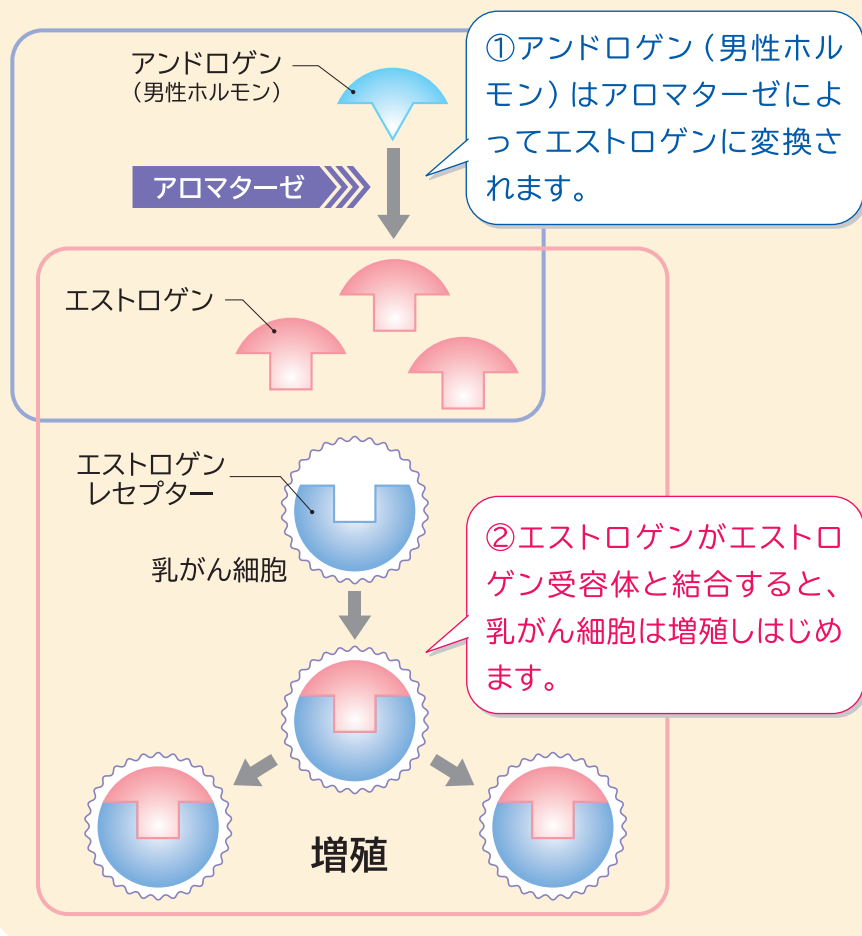 アンドロゲン
（男性ホルモン）
①アンドロゲン（男性ホル
モン）はアロマターゼによ
ってエストロゲンに変換さ
れます。
アロマターゼ
エストロゲン
エストロゲン
レセプター
乳がん細胞
②エストロゲンがエストロ
ゲン受容体と結合すると、
乳がん細胞は増殖しはじめ
ます。
増殖